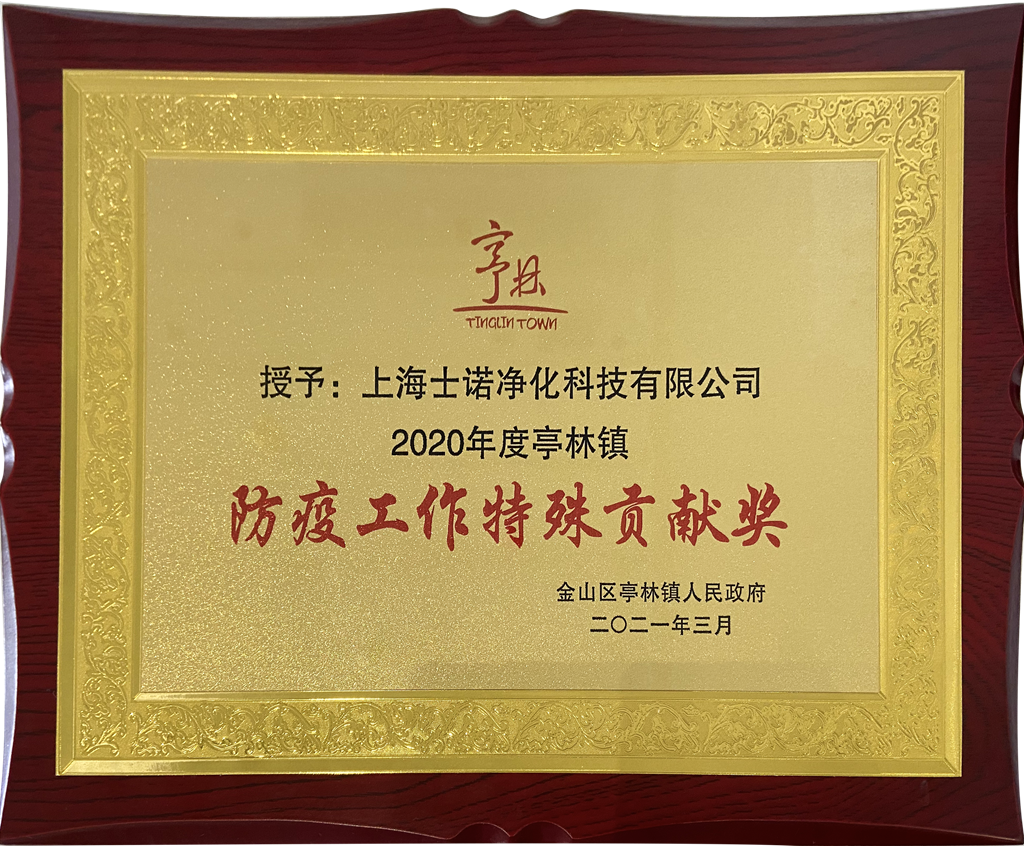 亭林
TINGLIN TOWN
授予：上海士诺净化科技有限公司
2020年度亭林镇
防疫工作特殊贡献奖
金山区亭林镇人民政府
二〇二一年三月